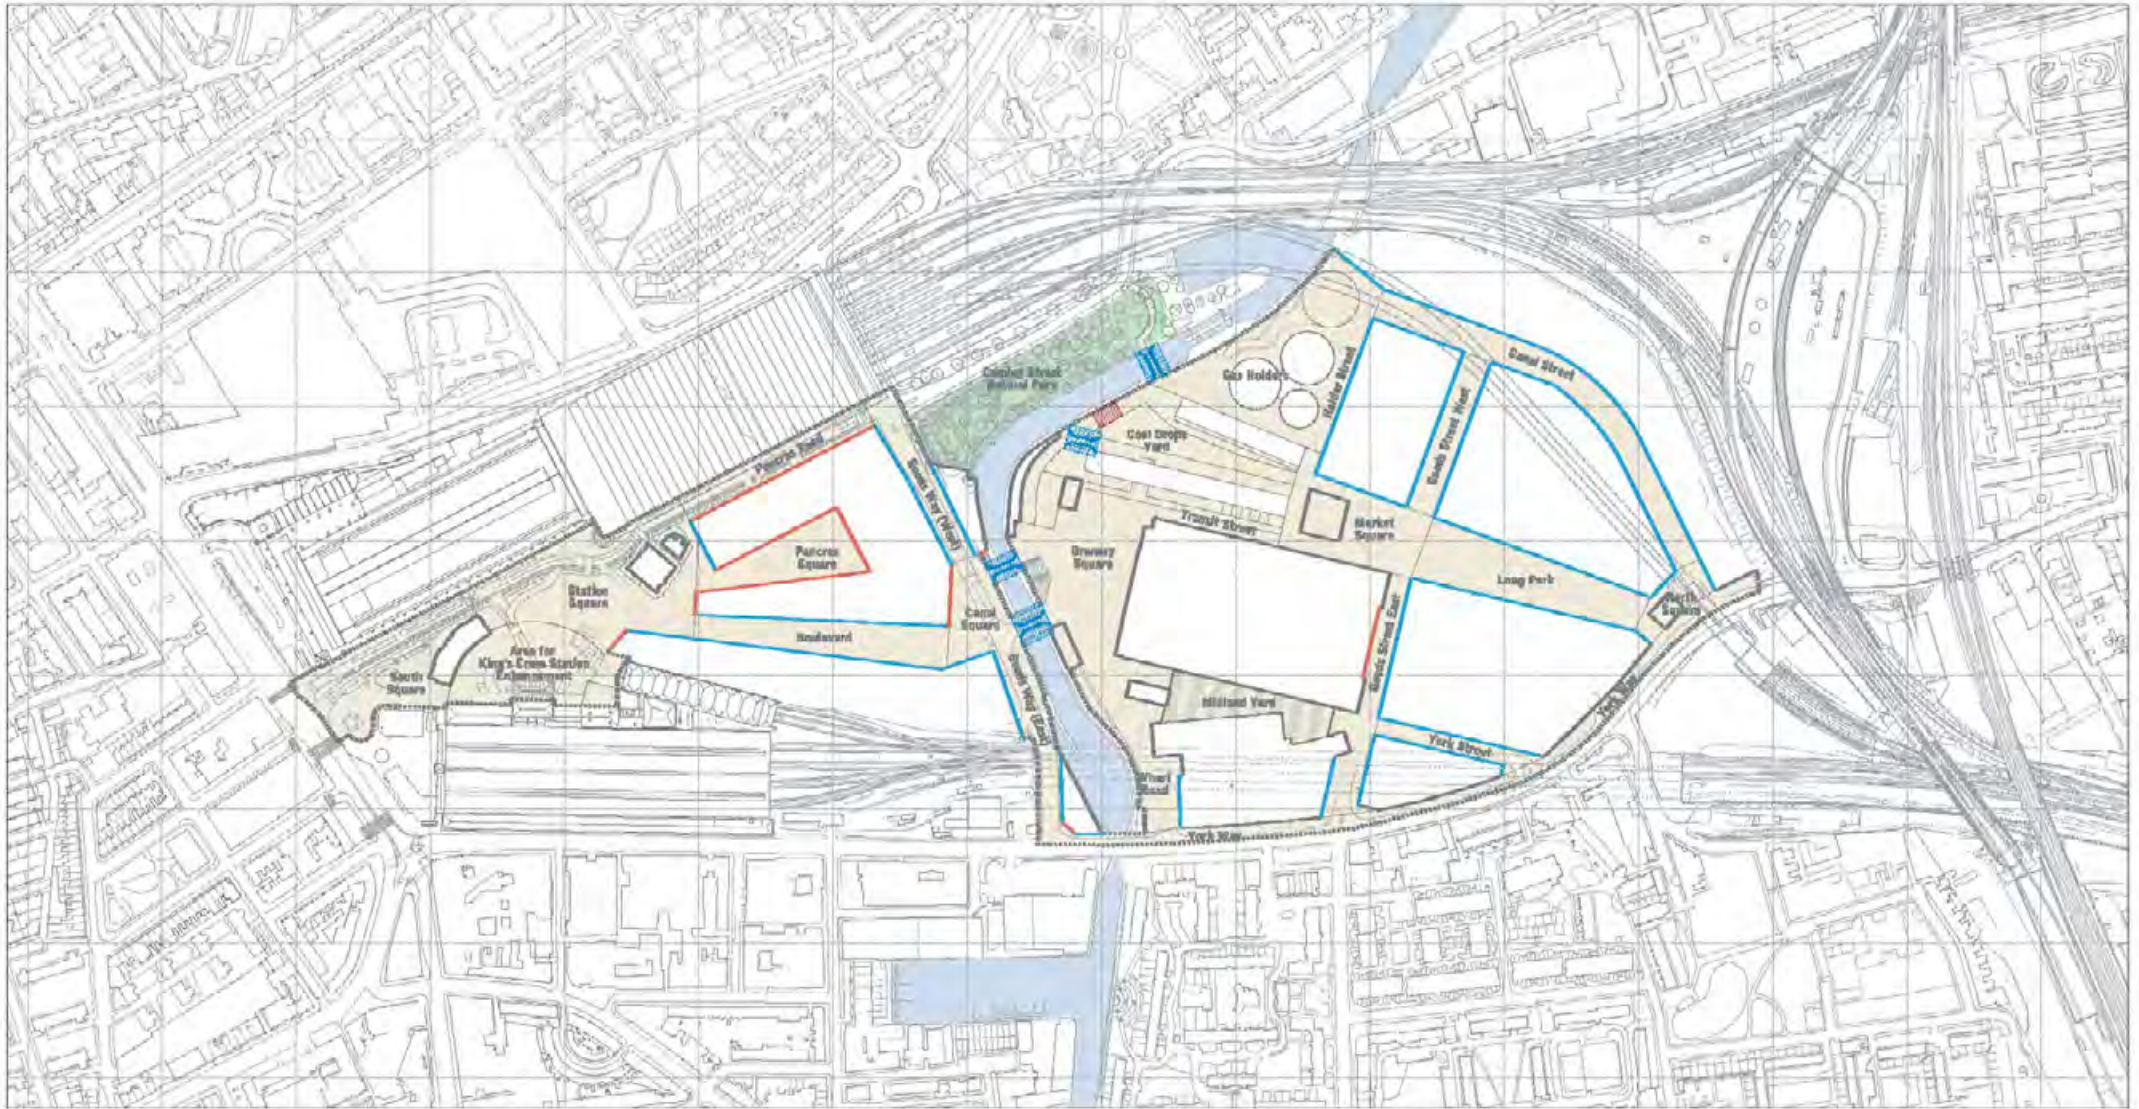 Camley Street
Natural Park
Gas Holders
Holder Street
Canal Street
Goods Street West
Coal Drops
Yard
Pancras Road
Goods Way (West)
Transit Street
Market
Square
Pancras
Square
Granary
Square
Long Park
Station
Square
Canal
Square
North
Square
Boulevard
Goods Street East
Area for
King's Cross Station
Enhancement
South
Square
Goods Way (East)
Midland Yard
York Way
York Street
Wharf
Road
York Way